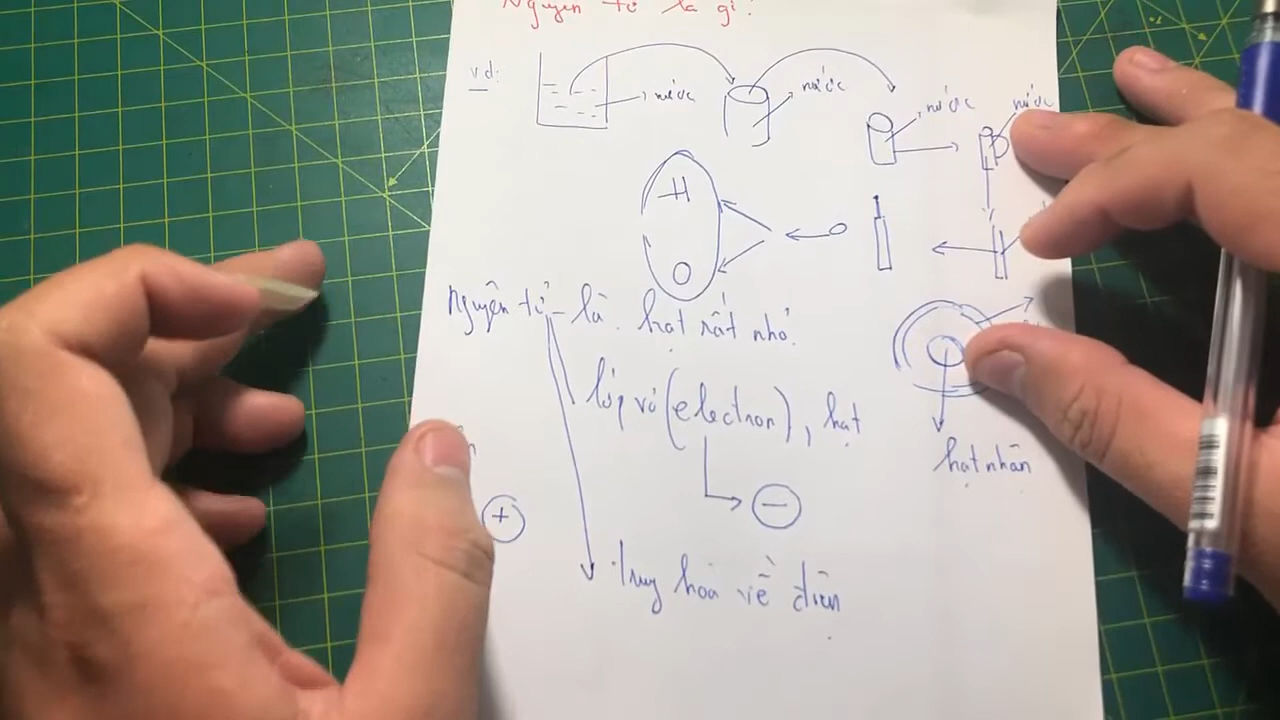 Nguyên tử là gì?
vd:
nước
nước
nước
nước
H
O
Nguyên tử - là hạt rất nhỏ.
lớp vỏ (electron), hạt
hạt nhân
n
+
−
Trung hòa về điện